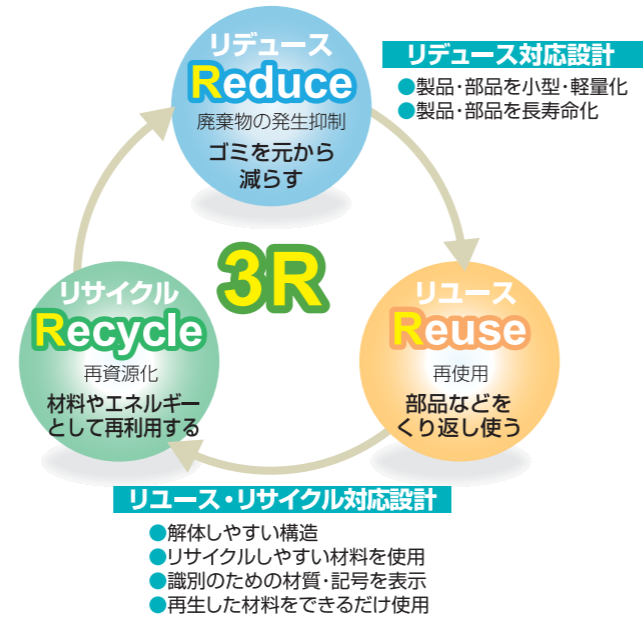 リデュース
Reduce
廃棄物の発生抑制
ゴミを元から
減らす
リデュース対応設計
●製品・部品を小型・軽量化
●製品・部品を長寿命化
3R
リサイクル
Recycle
再資源化
材料やエネルギー
として再利用する
リユース
Reuse
再使用
部品などを
くり返し使う
リユース・リサイクル対応設計
●解体しやすい構造
●リサイクルしやすい材料を使用
●識別のための材質・記号を表示
●再生した材料をできるだけ使用